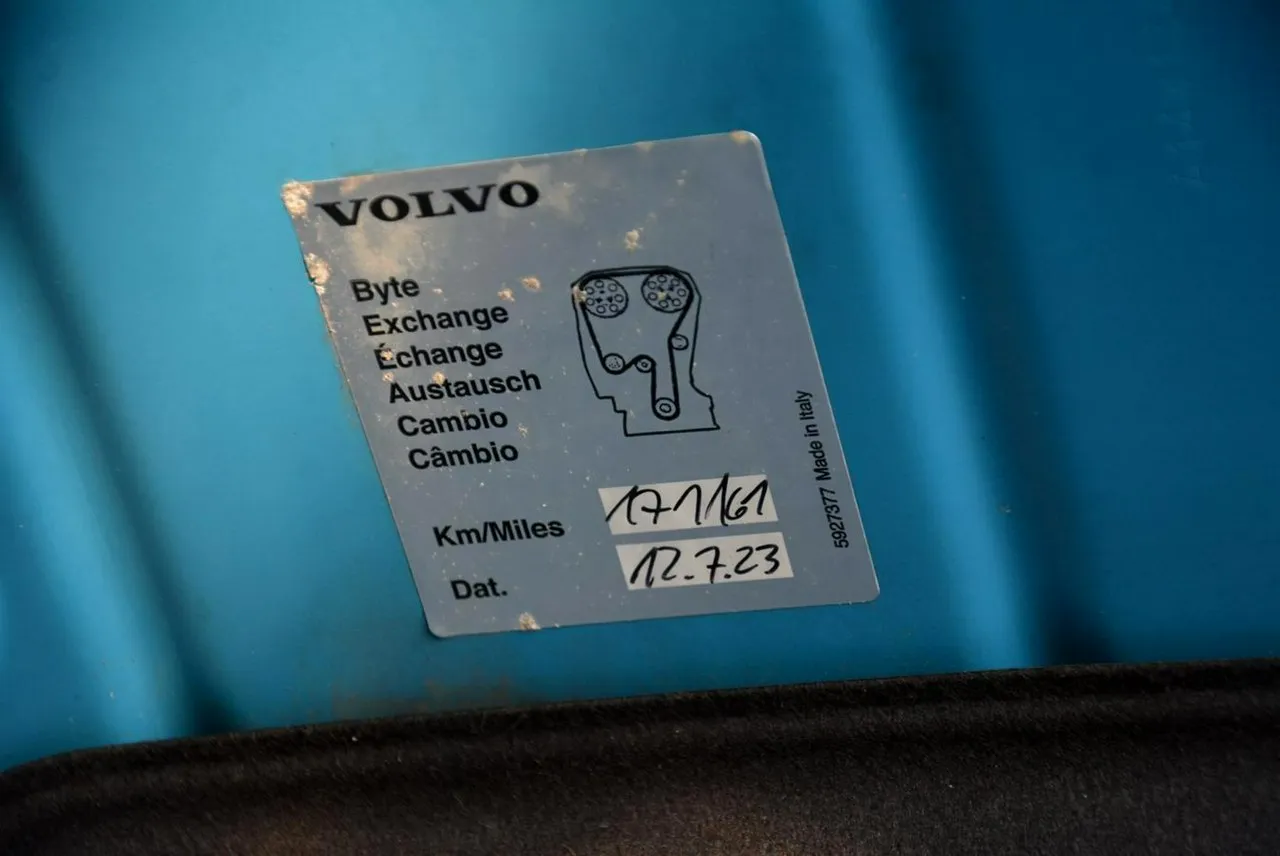 VOLVO
Byte
Exchange
Échange
Austausch
Cambio
Câmbio
Km/Miles 171161
Dat. 12.7.23
5927377 Made in Italy